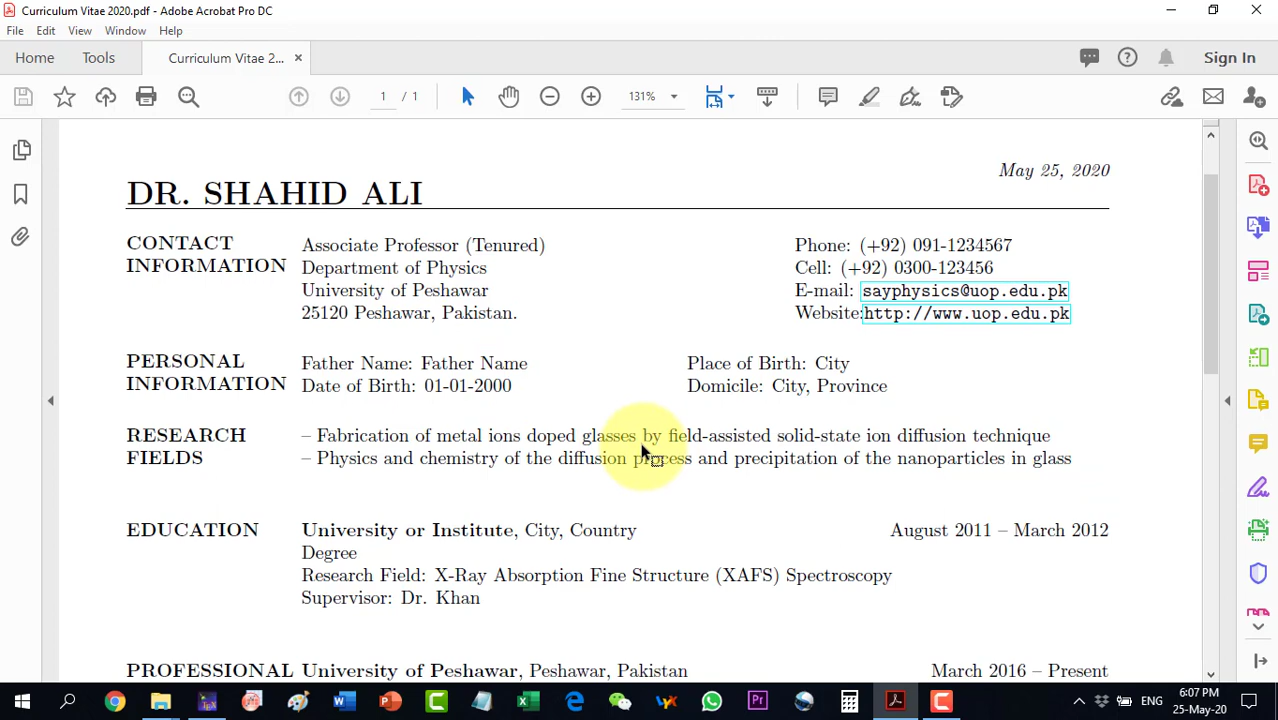 Curriculum Vitae 2020.pdf - Adobe Acrobat Pro DC
File Edit View Window Help
Home Tools Curriculum Vitae 2... Sign In
1 / 1 131%
May 25, 2020
DR. SHAHID ALI
CONTACT INFORMATION
Associate Professor (Tenured)
Department of Physics
University of Peshawar
25120 Peshawar, Pakistan.
Phone: (+92) 091-1234567
Cell: (+92) 0300-123456
E-mail: sayphysics@uop.edu.pk
Website:http://www.uop.edu.pk
PERSONAL INFORMATION
Father Name: Father Name
Date of Birth: 01-01-2000
Place of Birth: City
Domicile: City, Province
RESEARCH FIELDS
– Fabrication of metal ions doped glasses by field-assisted solid-state ion diffusion technique
– Physics and chemistry of the diffusion process and precipitation of the nanoparticles in glass
EDUCATION
University or Institute, City, Country August 2011 – March 2012
Degree
Research Field: X-Ray Absorption Fine Structure (XAFS) Spectroscopy
Supervisor: Dr. Khan
PROFESSIONAL University of Peshawar, Peshawar, Pakistan March 2016 – Present
ENG
6:07 PM
25-May-20